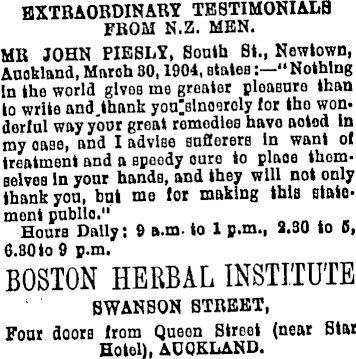 EXTRAORDINARY TESTIMONIALS
FROM N.Z. MEN.
MR JOHN PIESLY, South St., Newtown,
Auckland, March 30, 1904, states:—"Nothing
in the world gives me greater pleasure than
to write and thank you sincerely for the won-
derful way your great remedies have acted in
my case, and I advise sufferers in want of
treatment and a speedy cure to place them-
selves in your hands, and they will not only
thank you, but me for making this state-
ment public."
Hours Daily: 9 a.m. to 1 p.m., 2.30 to 5,
6.30 to 9 p.m.
BOSTON HERBAL INSTITUTE
SWANSON STREET,
Four doors from Queen Street (near Star
Hotel), AUCKLAND.